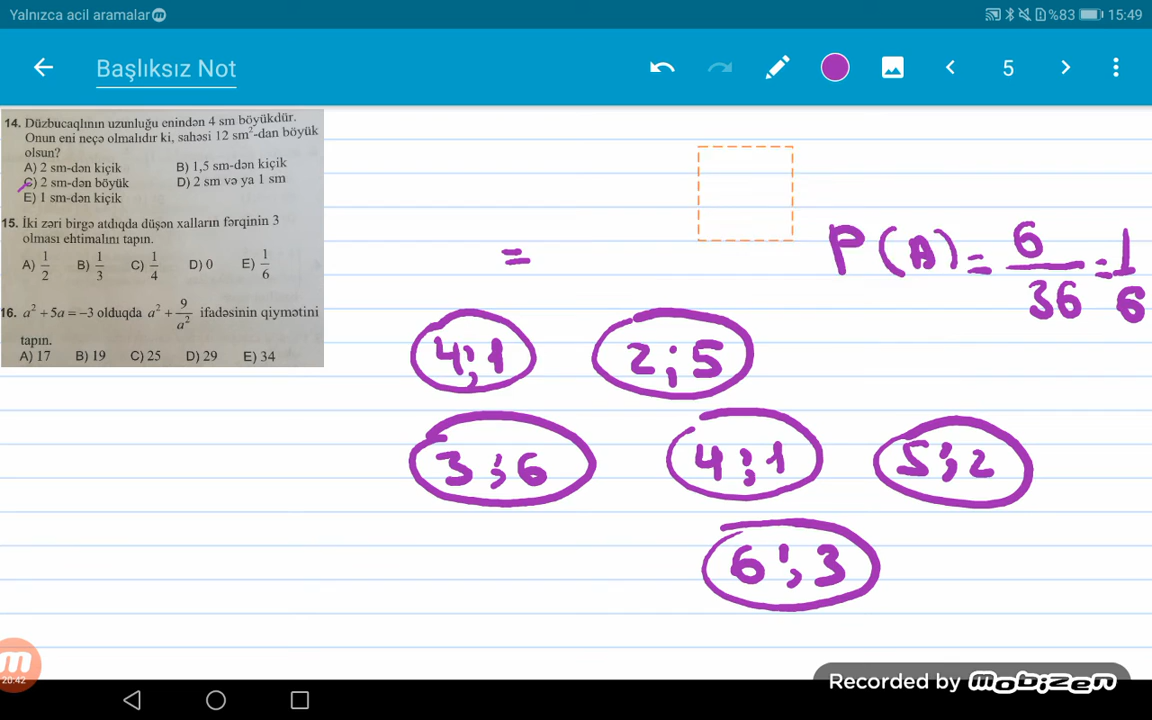 Yalnızca acil aramalar
%83 15:49
Başlıksız Not
5
14. Düzbucaqlının uzunluğu enindən 4 sm böyükdür.
Onun eni neçə olmalıdır ki, sahəsi 12 sm²-dan böyük
olsun?
A) 2 sm-dən kiçik B) 1,5 sm-dən kiçik
C) 2 sm-dən böyük D) 2 sm və ya 1 sm
E) 1 sm-dən kiçik
15. İki zəri birgə atdıqda düşən xalların fərqinin 3
olması ehtimalını tapın.
A) 1/2 B) 1/3 C) 1/4 D) 0 E) 1/6
16. a² + 5a = −3 olduqda a² + 9/a² ifadəsinin qiymətini
tapın.
A) 17 B) 19 C) 25 D) 29 E) 34
=
P(A) = 6/36 = 1/6
4;1 2;5
3;6 4;1 5;2
6;3
20:42
Recorded by mobizen